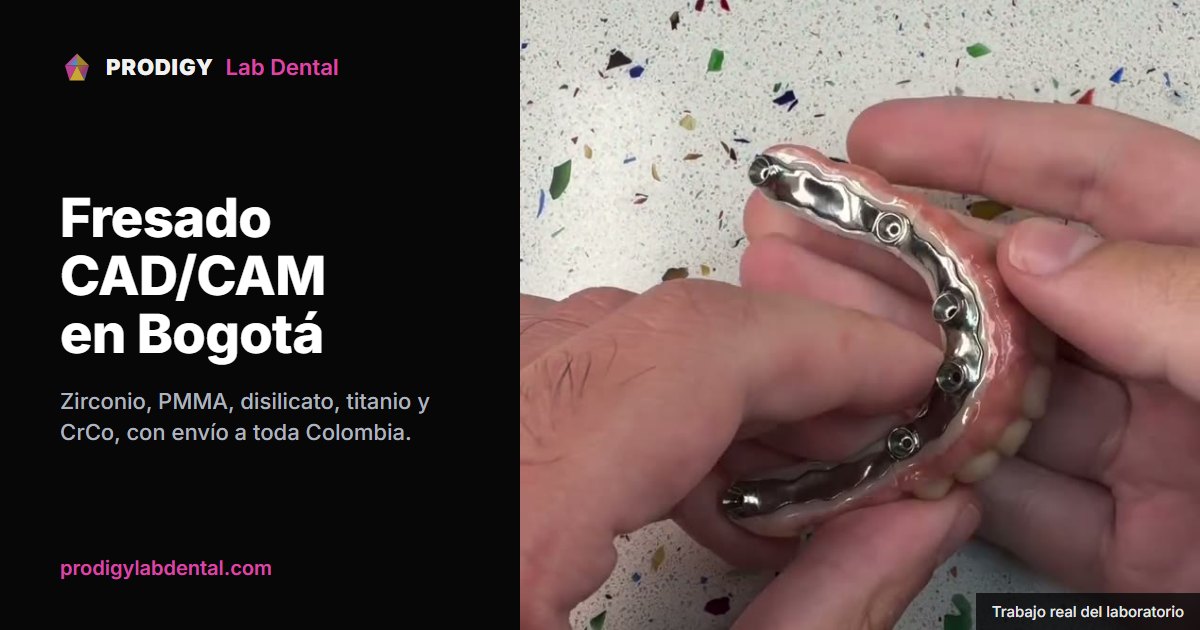 PRODIGY Lab Dental
Fresado
CAD/CAM
en Bogotá
Zirconio, PMMA, disilicato, titanio y
CrCo, con envío a toda Colombia.
prodigylabdental.com
Trabajo real del laboratorio